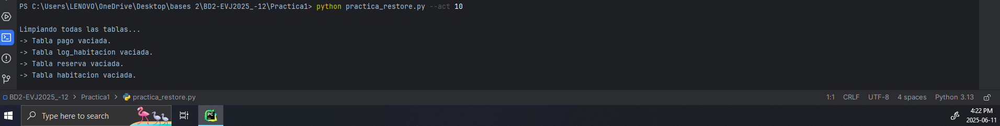 PS C:\Users\LENOVO\OneDrive\Desktop\bases 2\BD2-EVJ2025_-12\Practica1> python practica_restore.py --act 10
Limpiando todas las tablas...
-> Tabla pago vaciada.
-> Tabla log_habitacion vaciada.
-> Tabla reserva vaciada.
-> Tabla habitacion vaciada.
BD2-EVJ2025_-12 > Practica1 > practica_restore.py 1:1 CRLF UTF-8 4 spaces Python 3.13
Type here to search PC 4:22 PM
2025-06-11